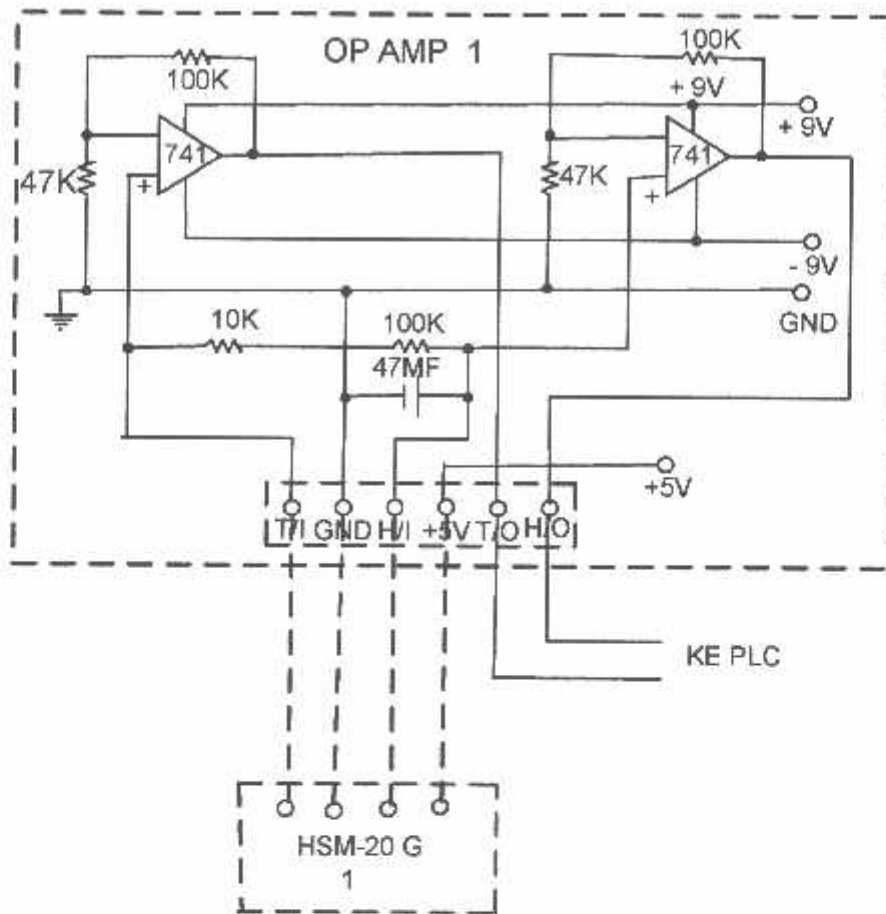 OP AMP 1
100K
100K
+ 9V
+ 9V
741
741
47K
47K
+
+
- 9V
GND
10K
100K
47MF
+5V
T/I GND H/I +5V T/O H/O
KE PLC
HSM-20 G
1